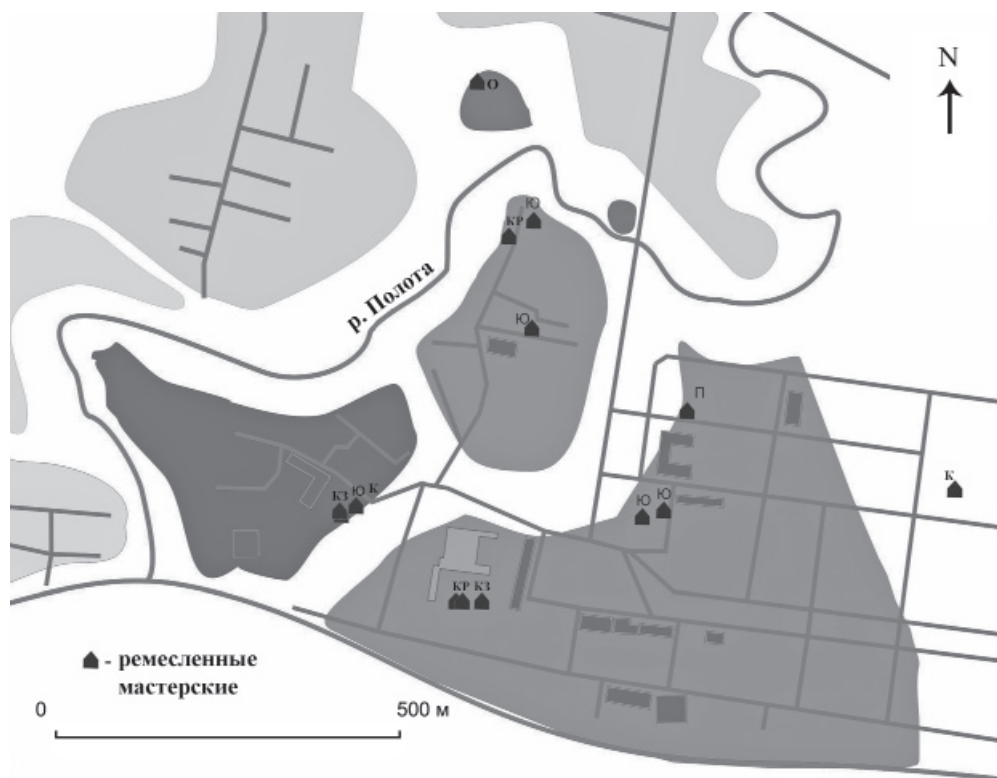 N
О
Ю
КР
р. Полота
Ю
П
К
КЗ Ю К
Ю Ю
КР КЗ
- ремесленные
мастерские
0 500 м